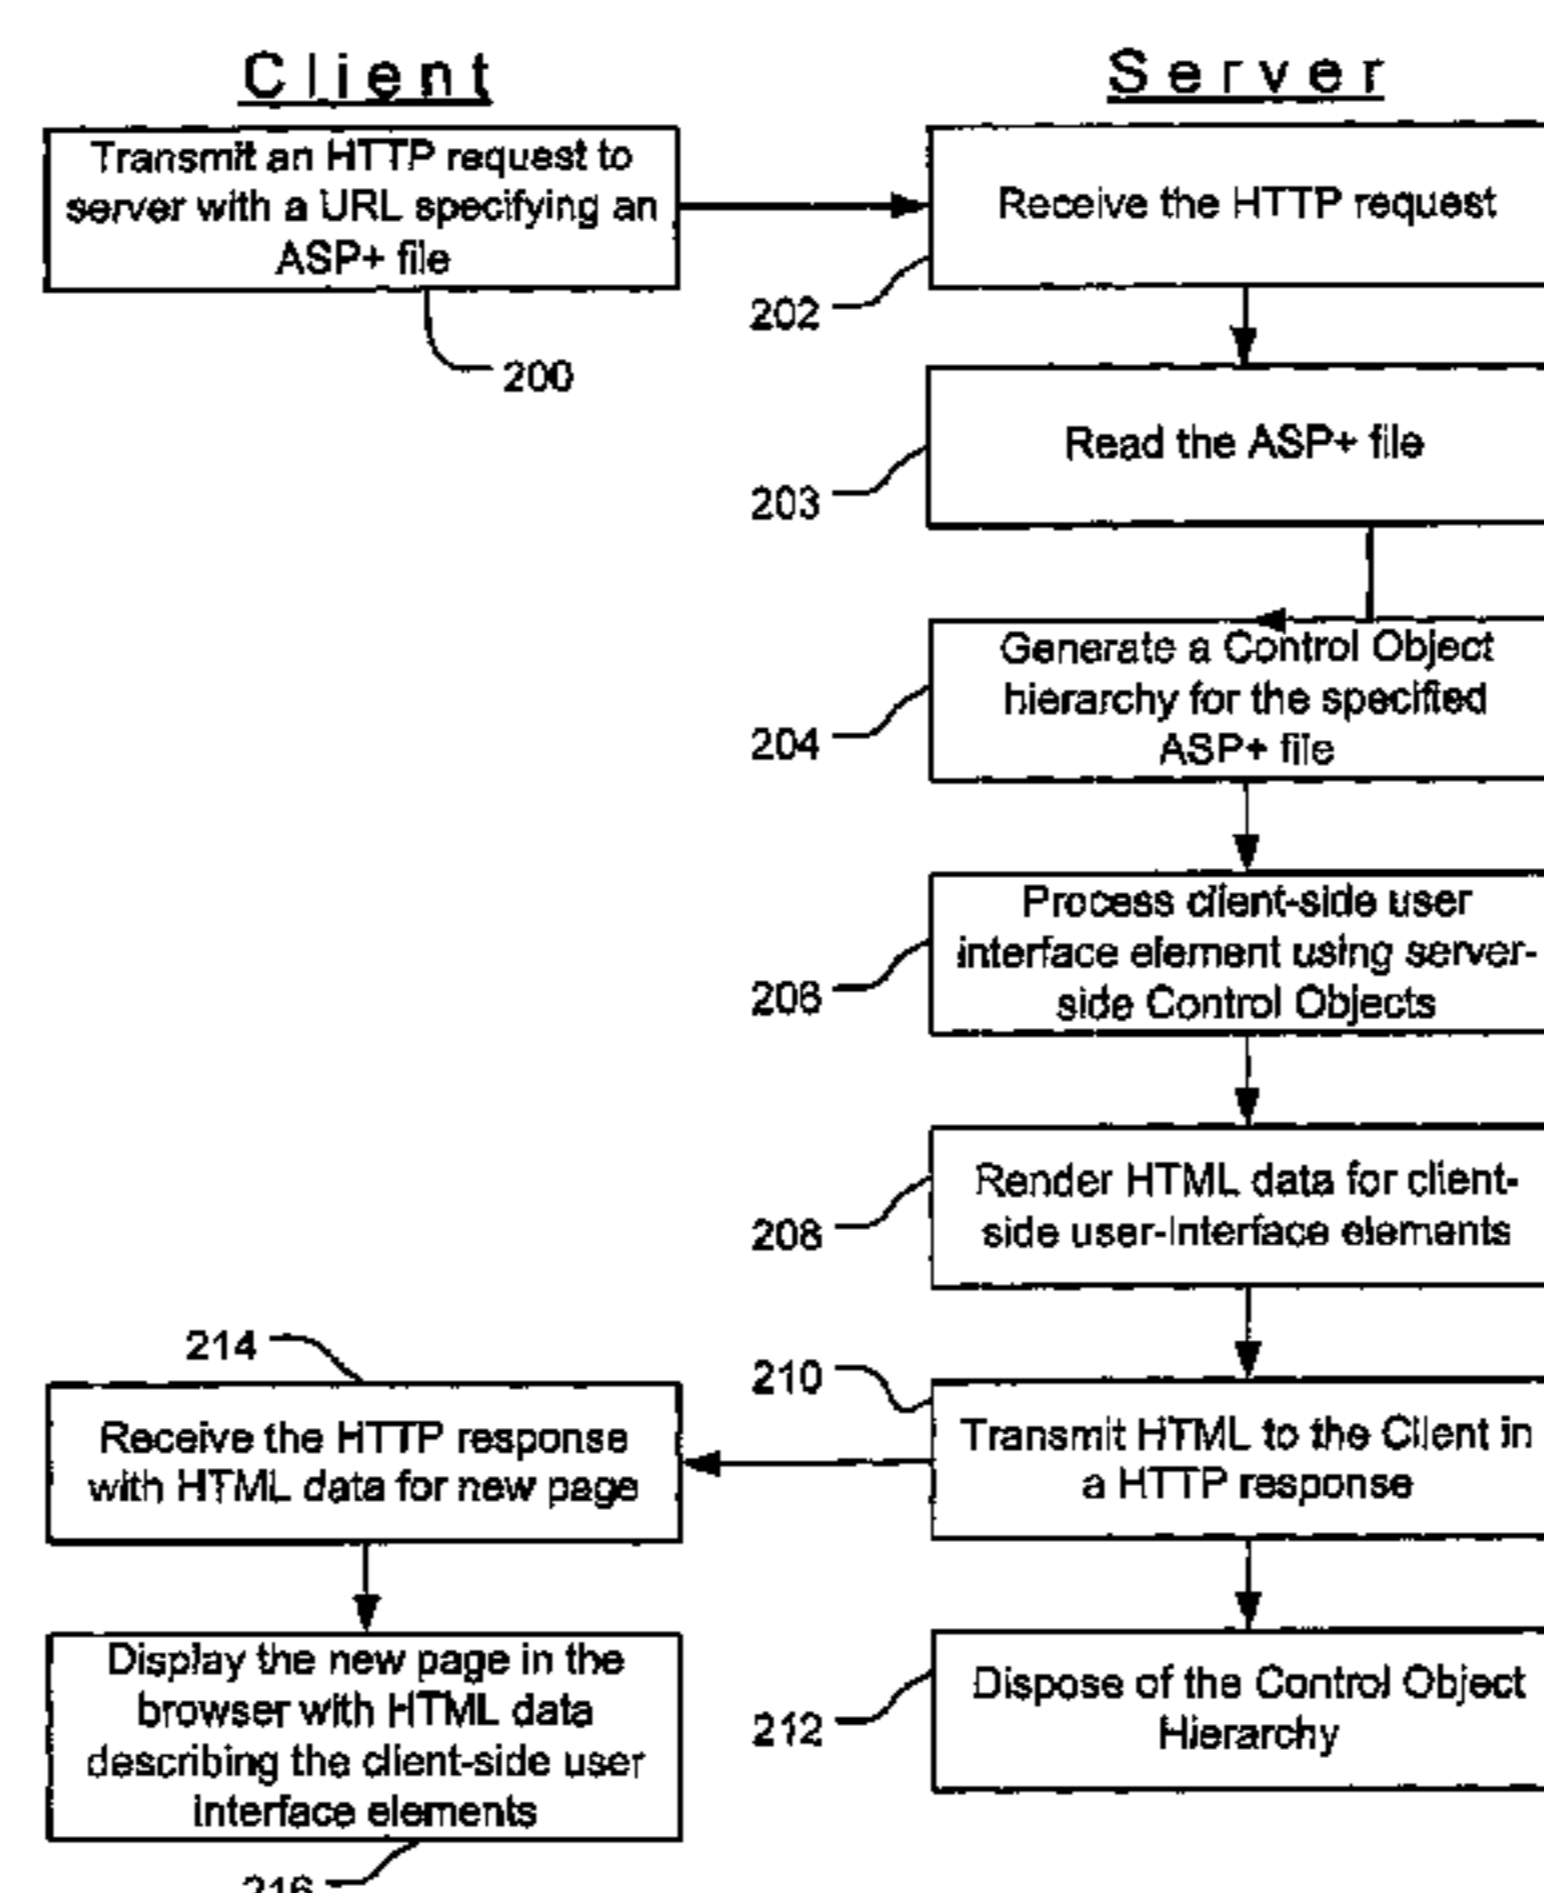 Client
Server
Transmit an HTTP request to
server with a URL specifying an
ASP+ file
200
Receive the HTTP request
202
Read the ASP+ file
203
Generate a Control Object
hierarchy for the specified
ASP+ file
204
Process client-side user
interface element using server-
side Control Objects
206
Render HTML data for client-
side user-interface elements
208
Transmit HTML to the Client in
a HTTP response
210
214
Receive the HTTP response
with HTML data for new page
Dispose of the Control Object
Hierarchy
212
Display the new page in the
browser with HTML data
describing the client-side user
interface elements
216